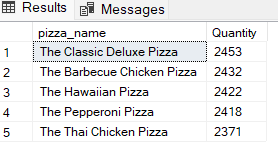 Results Messages
pizza_name Quantity
1 The Classic Deluxe Pizza 2453
2 The Barbecue Chicken Pizza 2432
3 The Hawaiian Pizza 2422
4 The Pepperoni Pizza 2418
5 The Thai Chicken Pizza 2371